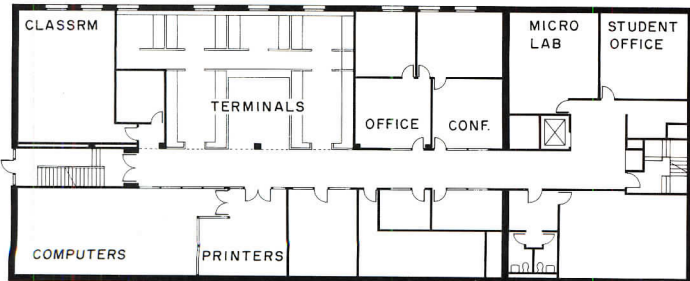 CLASSRM
MICRO
LAB
STUDENT
OFFICE
TERMINALS
OFFICE
CONF.
COMPUTERS
PRINTERS